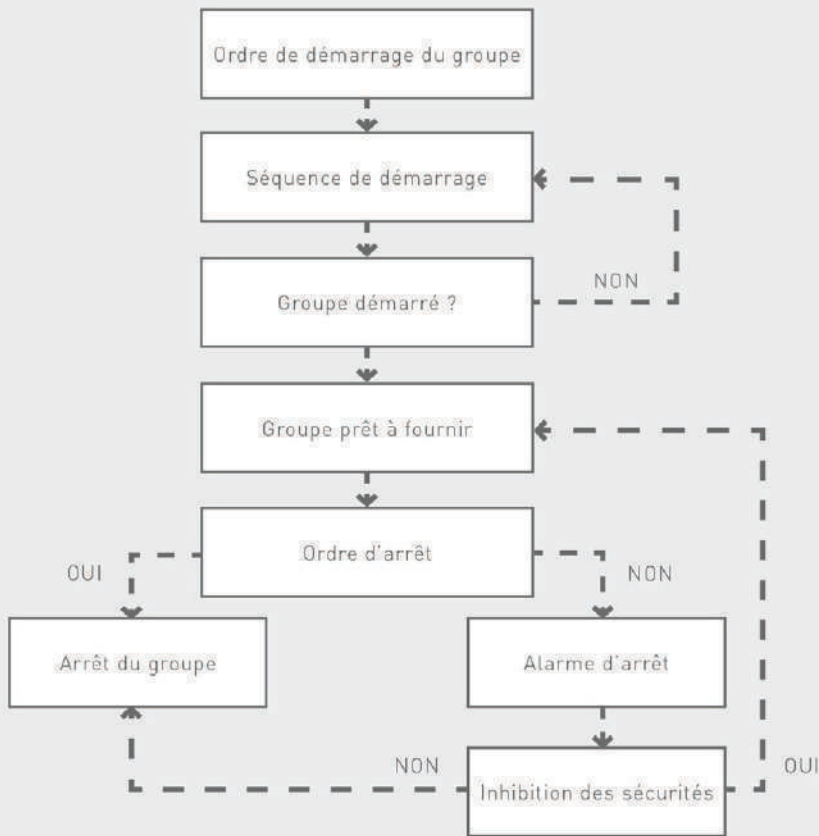 Ordre de démarrage du groupe
Séquence de démarrage
NON
Groupe démarré ?
Groupe prêt à fournir
Ordre d'arrêt
OUI
NON
Arrêt du groupe
Alarme d'arrêt
NON
Inhibition des sécurités
OUI